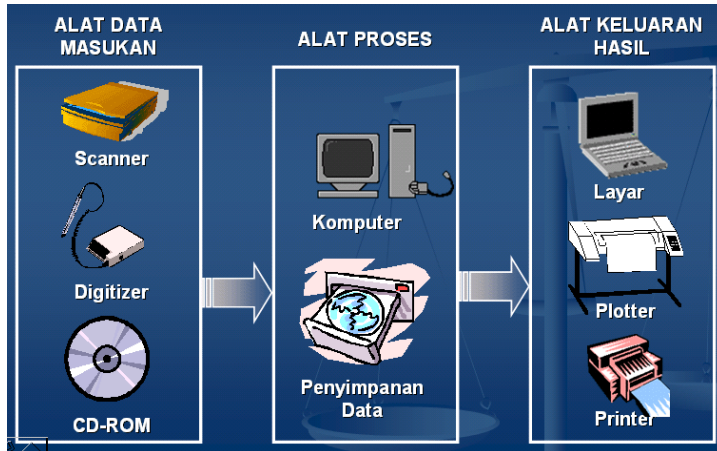 ALAT DATA
MASUKAN
Scanner
Digitizer
CD-ROM
ALAT PROSES
Komputer
Penyimpanan
Data
ALAT KELUARAN
HASIL
Layar
Plotter
Printer